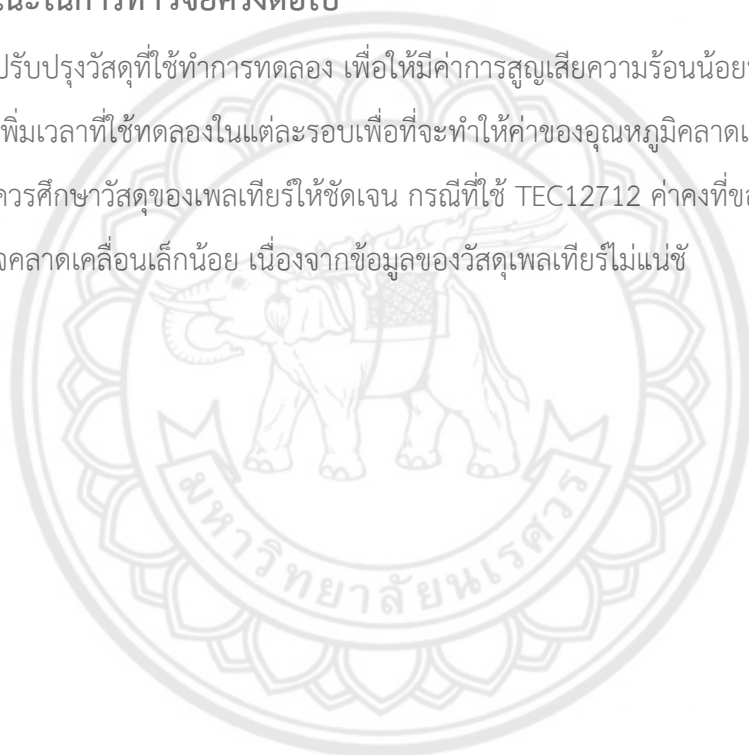 นะในการทำวิจัยครั้งต่อไป
ปรับปรุงวัสดุที่ใช้ทำการทดลอง เพื่อให้มีค่าการสูญเสียความร้อนน้อย
พิ่มเวลาที่ใช้ทดลองในแต่ละรอบเพื่อที่จะทำให้ค่าของอุณหภูมิคลาดเ
ควรศึกษาวัสดุของเพลเทียร์ให้ชัดเจน กรณีที่ใช้ TEC12712 ค่าคงที่ข
จคลาดเคลื่อนเล็กน้อย เนื่องจากข้อมูลของวัสดุเพลเทียร์ไม่แน่ชั
มหาวิทยาลัยนเรศวร